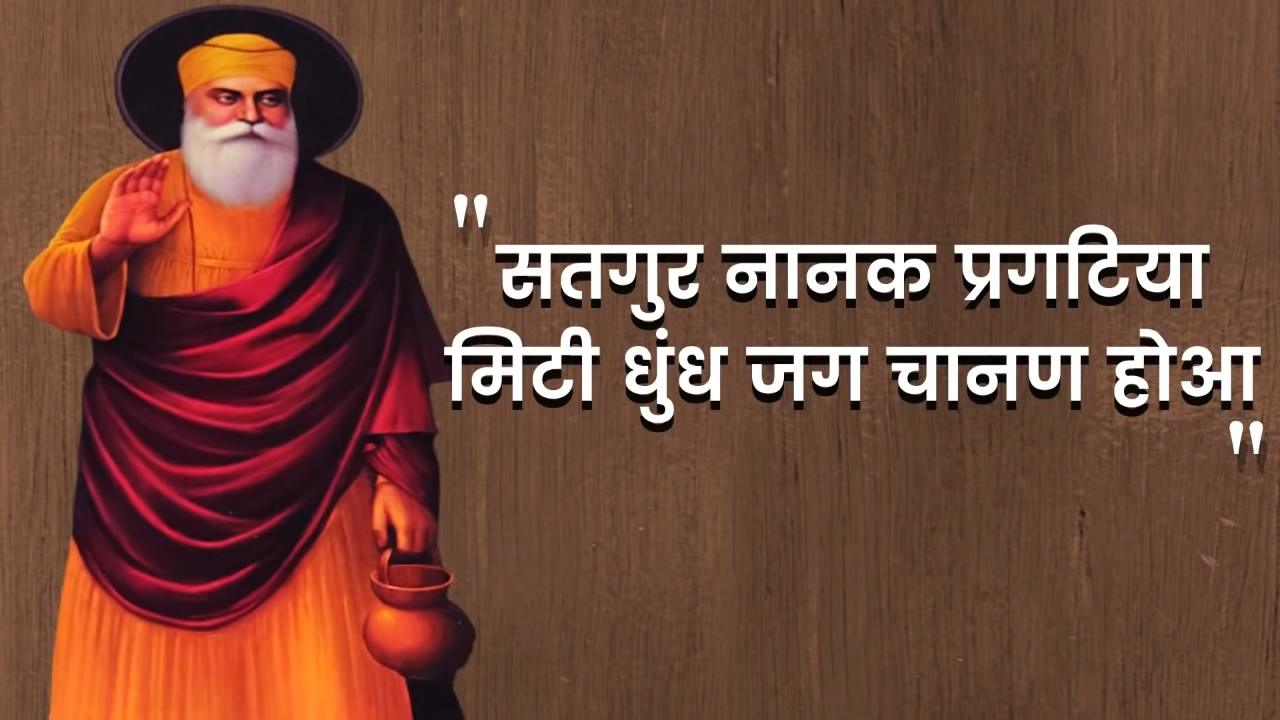 "सतगुर नानक प्रगटिया
मिटी धुंध जग चानण होआ
"